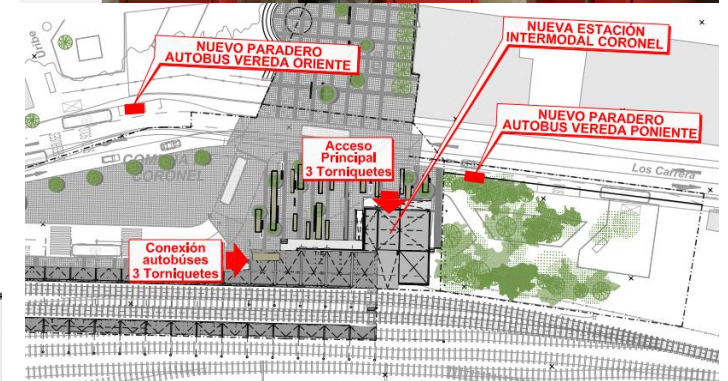 Uribe
NUEVO PARADERO
AUTOBUS VEREDA ORIENTE
NUEVA ESTACIÓN
INTERMODAL CORONEL
NUEVO PARADERO
AUTOBUS VEREDA PONIENTE
Acceso
Principal
3 Torniquetes
Los Carrera
COMUNA
CORONEL
Conexión
autobúses
3 Torniquetes